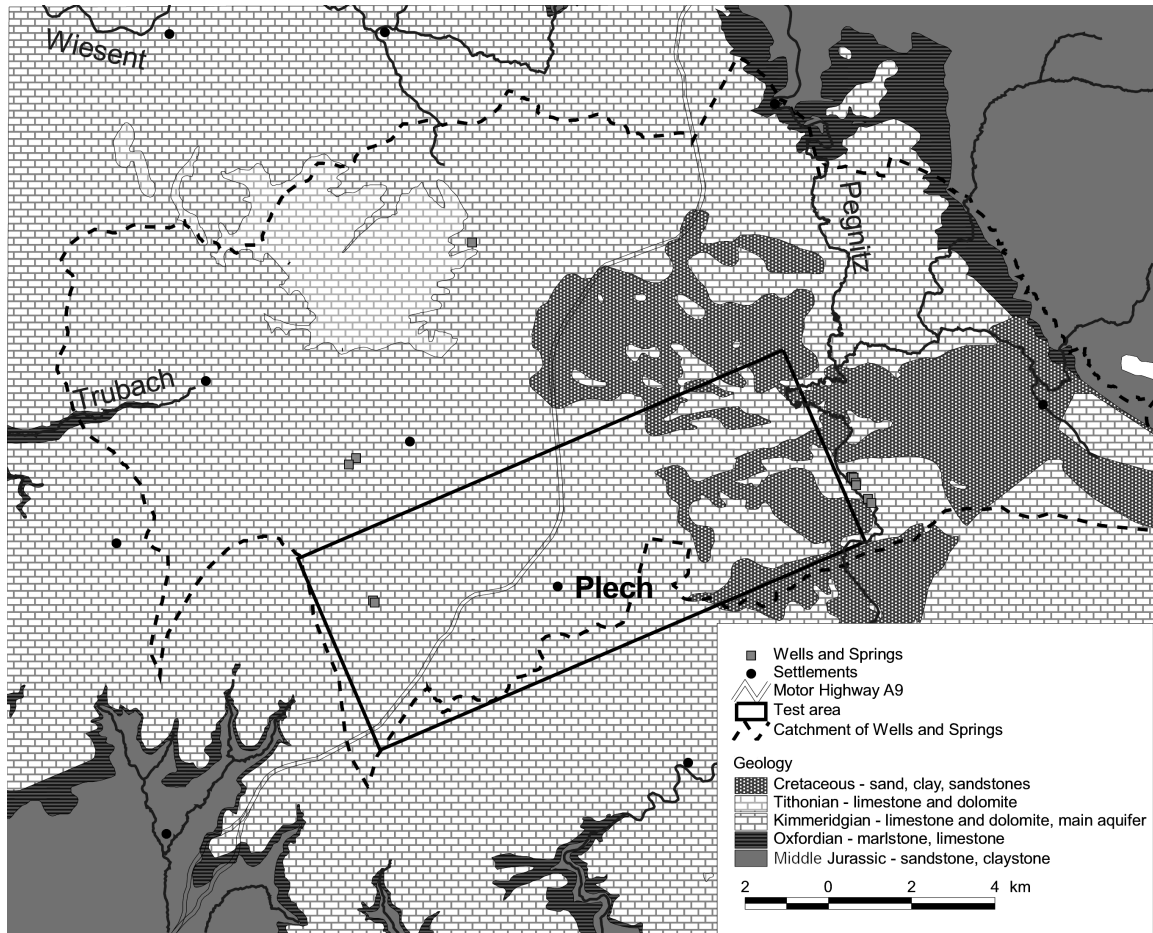 Wiesent
Pegnitz
Trubach
Plech
Wells and Springs
Settlements
Motor Highway A9
Test area
Catchment of Wells and Springs
Geology
Cretaceous - sand, clay, sandstones
Tithonian - limestone and dolomite
Kimmeridgian - limestone and dolomite, main aquifer
Oxfordian - marlstone, limestone
Middle Jurassic - sandstone, claystone
2 0 2 4 km